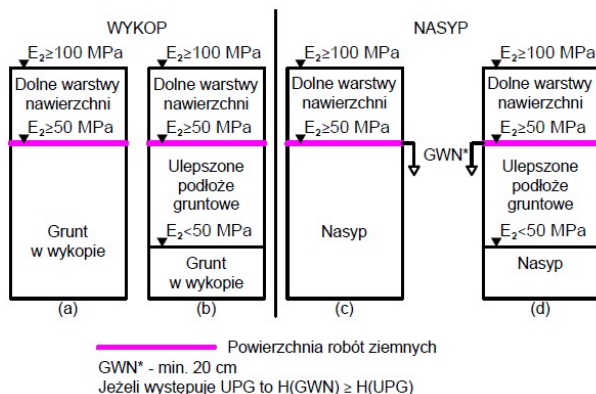 WYKOP
NASYP
E₂≥100 MPa
E₂≥100 MPa
E₂≥100 MPa
E₂≥100 MPa
Dolne warstwy
nawierzchni
Dolne warstwy
nawierzchni
Dolne warstwy
nawierzchni
Dolne warstwy
nawierzchni
E₂≥50 MPa
E₂≥50 MPa
E₂≥50 MPa
E₂≥50 MPa
GWN*
Grunt
w wykopie
Ulepszone
podłoże
gruntowe
E₂<50 MPa
Grunt
w wykopie
Nasyp
Ulepszone
podłoże
gruntowe
E₂<50 MPa
Nasyp
(a)
(b)
(c)
(d)
Powierzchnia robót ziemnych
GWN* - min. 20 cm
Jeżeli występuje UPG to H(GWN) ≥ H(UPG)